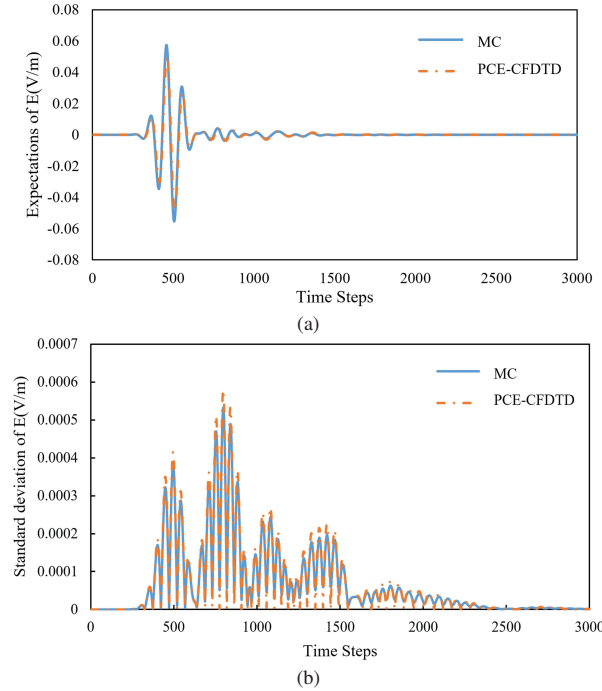 0.08
0.06
0.04
0.02
0
-0.02
-0.04
-0.06
-0.08
Expectations of E(V/m)
MC
PCE-CFDTD
0 500 1000 1500 2000 2500 3000
Time Steps
(a)
0.0007
0.0006
0.0005
0.0004
0.0003
0.0002
0.0001
0
Standard deviation of E(V/m)
MC
PCE-CFDTD
0 500 1000 1500 2000 2500 3000
Time Steps
(b)